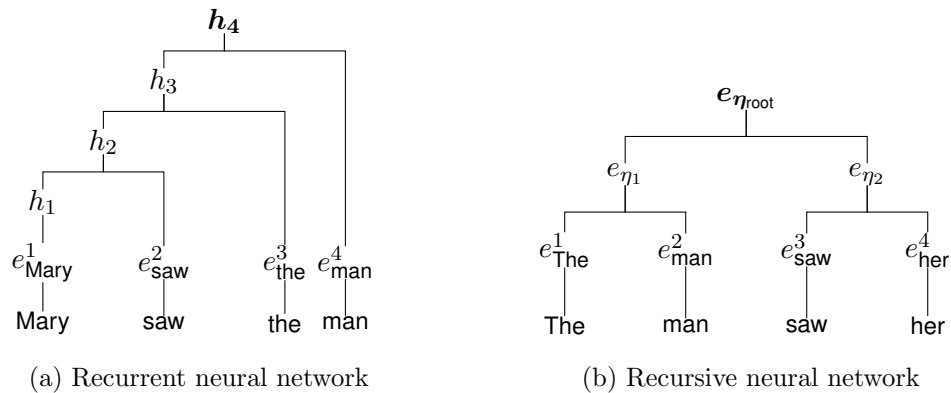 h₄
h₃
h₂
h₁
e¹Mary e²saw e³the e⁴man
Mary saw the man
(a) Recurrent neural network
eηroot
eη₁ eη₂
e¹The e²man e³saw e⁴her
The man saw her
(b) Recursive neural network